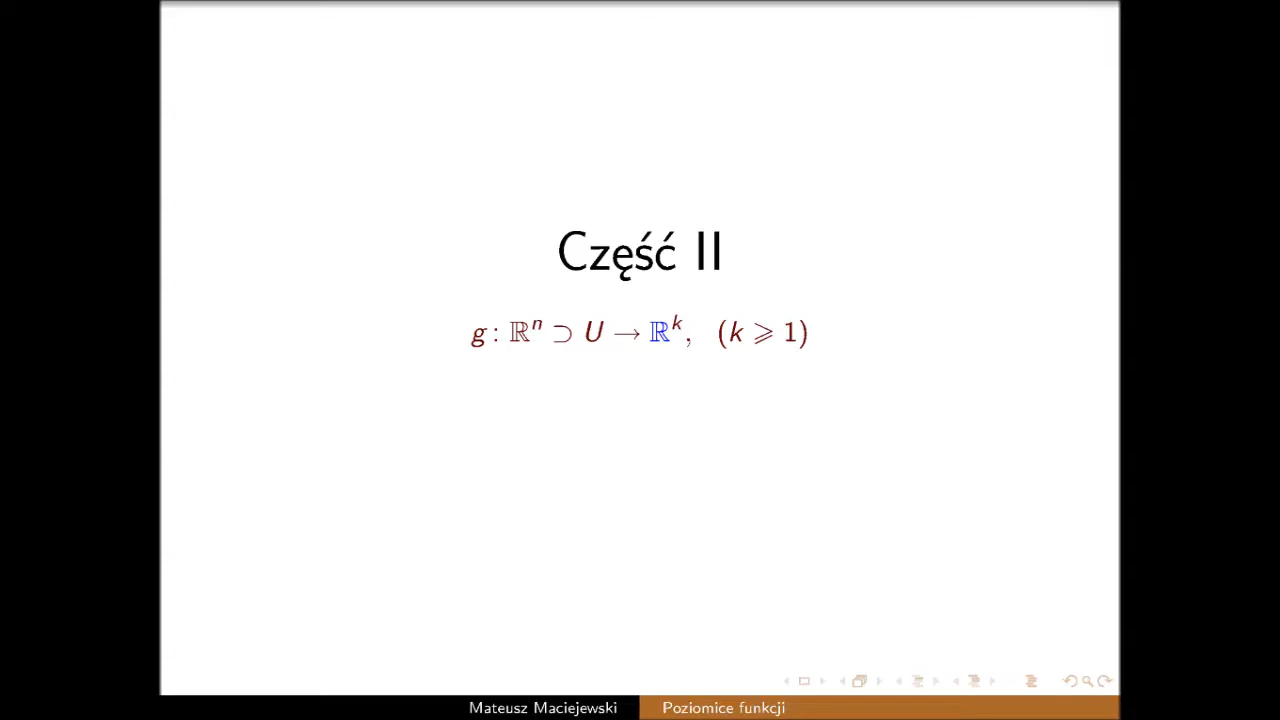 Część II
g: ℝⁿ ⊃ U → ℝᵏ, (k ⩾ 1)
Mateusz Maciejewski
Poziomice funkcji